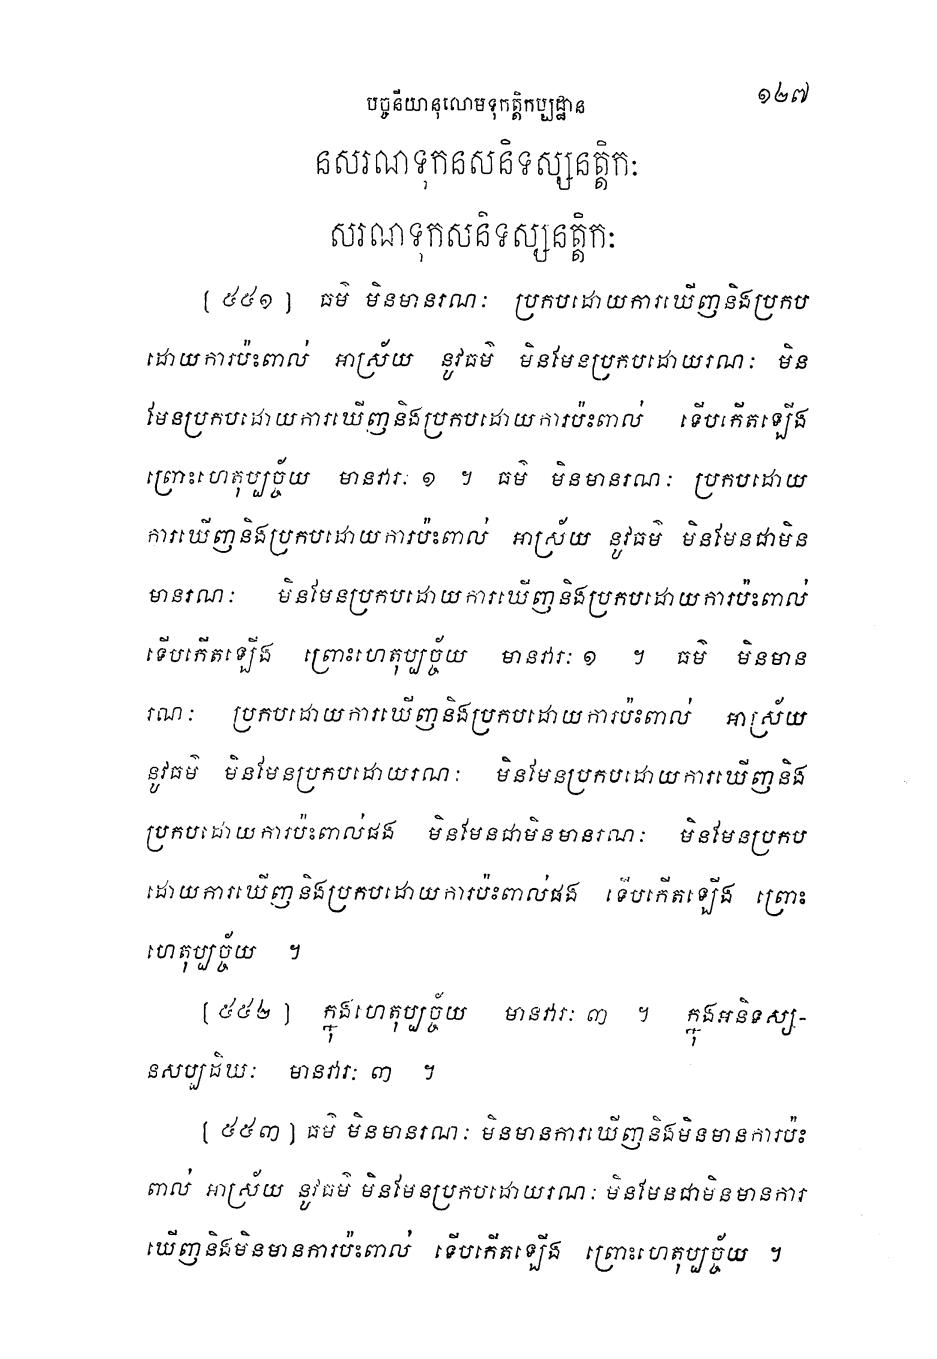 បច្ចនីយានុលោមទុកត្តិកប្បដ្ឋាន ១២៧
នសរណទុកនសនិទស្សនត្តិកៈ
សរណទុកសនិទស្សនត្តិកៈ
[ ៥៥១ ] ធម៌ មិនមានរណៈ ប្រកបដោយការឃើញនិងប្រកប
ដោយការប៉ះពាល់ អាស្រ័យ នូវធម៌ មិនមែនប្រកបដោយរណៈ មិន
មែនប្រកបដោយការឃើញនិងប្រកបដោយការប៉ះពាល់ ទើបកើតឡើង
ព្រោះហេតុប្បច្ច័យ មានវារៈ ១ ។ ធម៌ មិនមានរណៈ ប្រកបដោយ
ការឃើញនិងប្រកបដោយការប៉ះពាល់ អាស្រ័យ នូវធម៌ មិនមែនជាមិន
មានរណៈ មិនមែនប្រកបដោយការឃើញនិងប្រកបដោយការប៉ះពាល់
ទើបកើតឡើង ព្រោះហេតុប្បច្ច័យ មានវារៈ ១ ។ ធម៌ មិនមាន
រណៈ ប្រកបដោយការឃើញនិងប្រកបដោយការប៉ះពាល់ អាស្រ័យ
នូវធម៌ មិនមែនប្រកបដោយរណៈ មិនមែនប្រកបដោយការឃើញនិង
ប្រកបដោយការប៉ះពាល់ផង មិនមែនជាមិនមានរណៈ មិនមែនប្រកប
ដោយការឃើញនិងប្រកបដោយការប៉ះពាល់ផង ទើបកើតឡើង ព្រោះ
ហេតុប្បច្ច័យ ។
[ ៥៥២ ] ក្នុងហេតុប្បច្ច័យ មានវារៈ ៣ ។ ក្នុងអនិទស្ស-
នសប្បដិឃៈ មានវារៈ ៣ ។
[ ៥៥៣ ] ធម៌ មិនមានរណៈ មិនមានការឃើញនិងមិនមានការប៉ះ
ពាល់ អាស្រ័យ នូវធម៌ មិនមែនប្រកបដោយរណៈ មិនមែនជាមិនមានការ
ឃើញនិងមិនមានការប៉ះពាល់ ទើបកើតឡើង ព្រោះហេតុប្បច្ច័យ ។